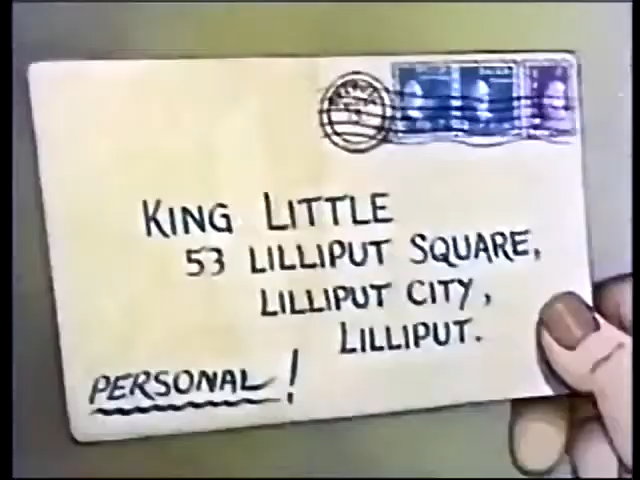 KING LITTLE
53 LILLIPUT SQUARE,
LILLIPUT CITY,
LILLIPUT.
PERSONAL!